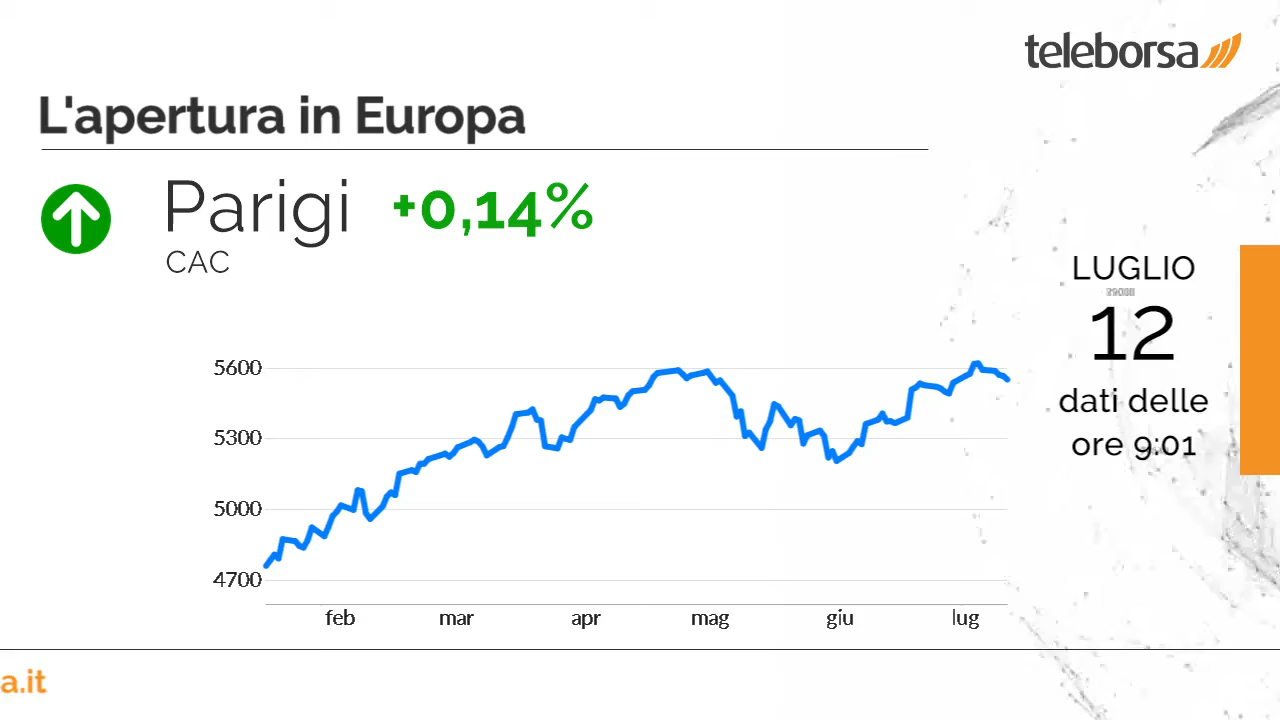 teleborsa
L'apertura in Europa
Parigi +0,14%
CAC
LUGLIO
12
dati delle
ore 9:01
5600
5300
5000
4700
feb mar apr mag giu lug
a.it